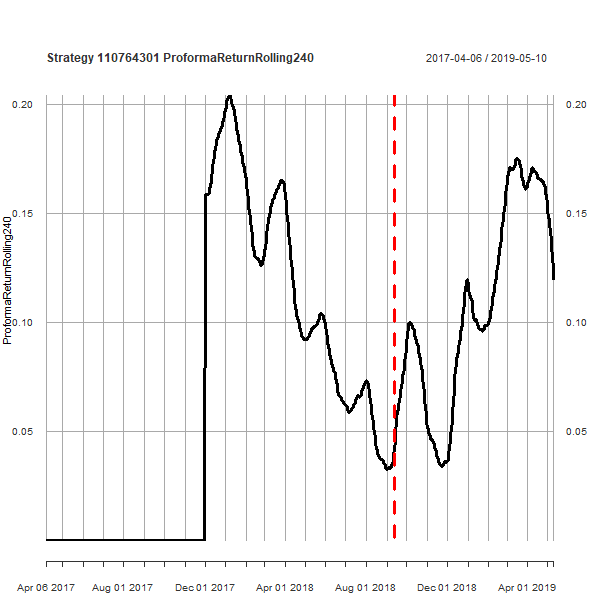 Strategy 110764301 ProformaReturnRolling240
2017-04-06 / 2019-05-10
0.20
0.20
0.15
0.15
0.10
0.10
0.05
0.05
ProformaReturnRolling240
Apr 06 2017
Aug 01 2017
Dec 01 2017
Apr 01 2018
Aug 01 2018
Dec 01 2018
Apr 01 2019